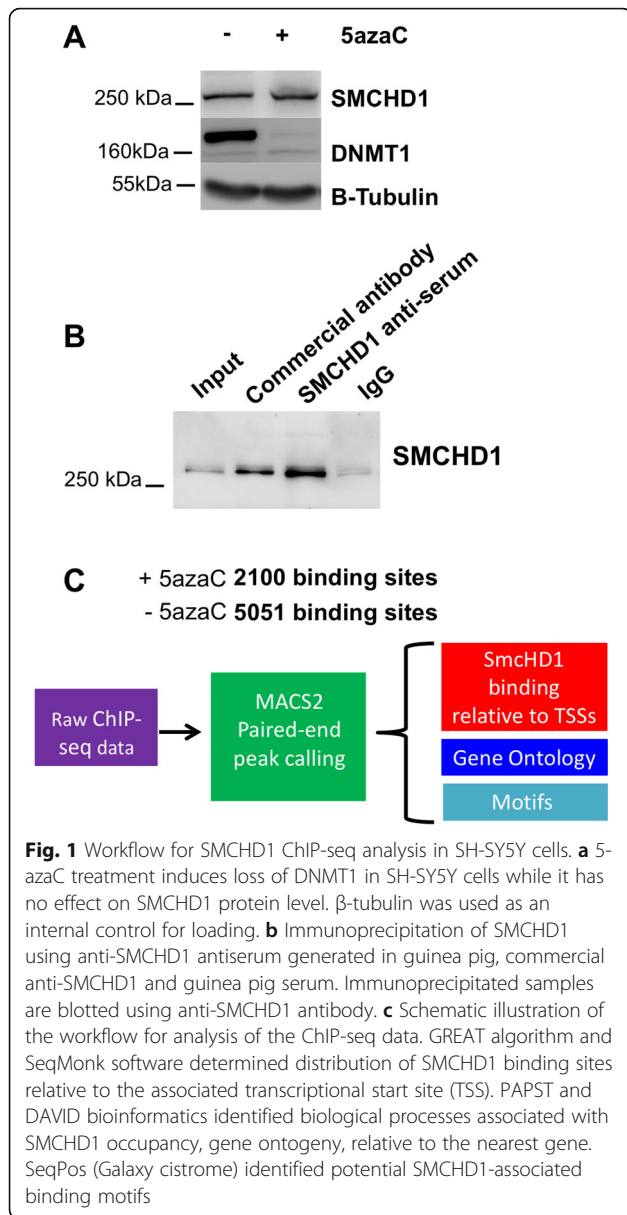 A
- + 5azaC
250 kDa
SMCHD1
160kDa
DNMT1
55kDa
B-Tubulin
B
Input
Commercial antibody
SMCHD1 anti-serum
IgG
250 kDa
SMCHD1
C
+ 5azaC 2100 binding sites
- 5azaC 5051 binding sites
Raw ChIP-
seq data
MACS2
Paired-end
peak calling
SmcHD1
binding
relative to TSSs
Gene Ontology
Motifs
Fig. 1 Workflow for SMCHD1 ChIP-seq analysis in SH-SY5Y cells. a 5-
azaC treatment induces loss of DNMT1 in SH-SY5Y cells while it has
no effect on SMCHD1 protein level. β-tubulin was used as an
internal control for loading. b Immunoprecipitation of SMCHD1
using anti-SMCHD1 antiserum generated in guinea pig, commercial
anti-SMCHD1 and guinea pig serum. Immunoprecipitated samples
are blotted using anti-SMCHD1 antibody. c Schematic illustration of
the workflow for analysis of the ChIP-seq data. GREAT algorithm and
SeqMonk software determined distribution of SMCHD1 binding sites
relative to the associated transcriptional start site (TSS). PAPST and
DAVID bioinformatics identified biological processes associated with
SMCHD1 occupancy, gene ontogeny, relative to the nearest gene.
SeqPos (Galaxy cistrome) identified potential SMCHD1-associated
binding motifs